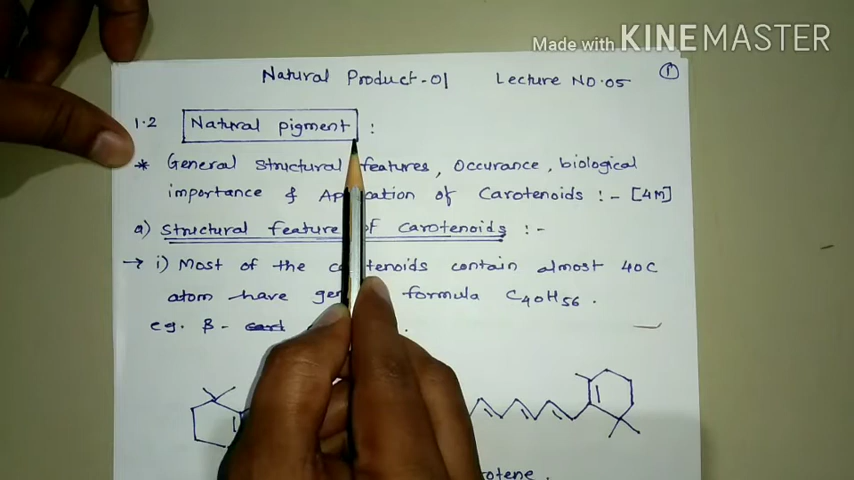 Made with KINEMASTER
Natural Product-01 Lecture NO.05 1
1.2 Natural pigment :
* General structural features, Occurance, biological
importance & Application of Carotenoids :- [4M]
a) Structural feature of carotenoids :-
→ i) Most of the carotenoids contain almost 40C
atom have formula C40H56.
eg. β-